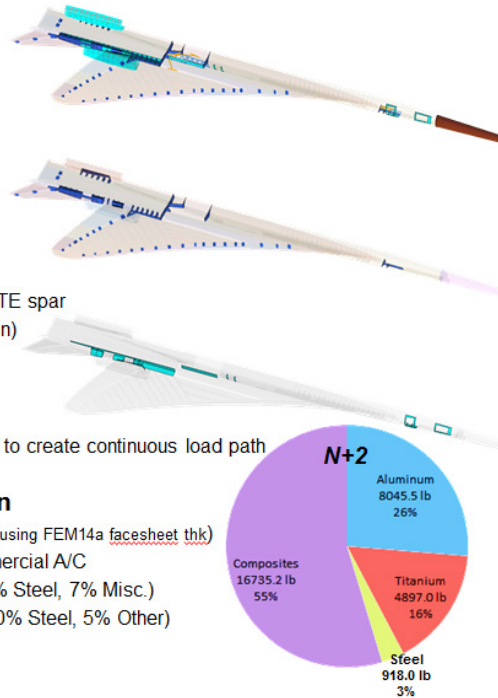 TE spar
n)
to create continuous load path
N+2
n
using FEM14a facesheet thk)
mercial A/C
% Steel, 7% Misc.)
0% Steel, 5% Other)
Aluminum
8045.5 lb
26%
Composites
16735.2 lb
55%
Titanium
4897.0 lb
16%
Steel
918.0 lb
3%